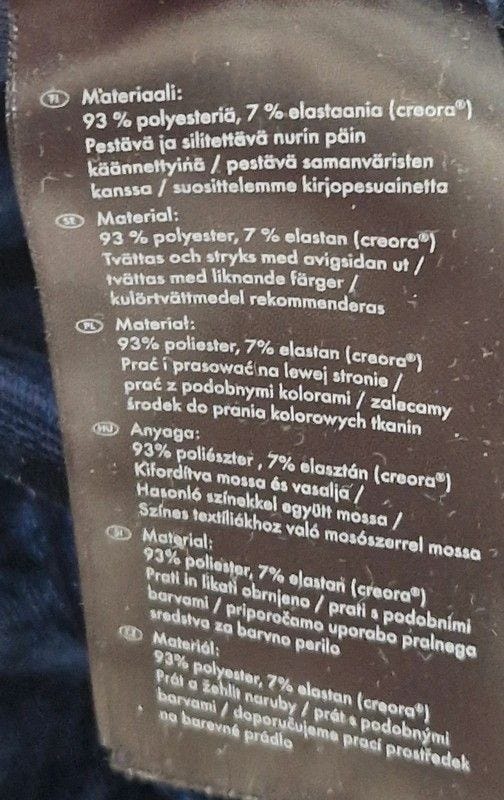 FI Materiaali:
93 % polyesteriä, 7 % elastaania (creora®)
Pestävä ja silitettävä nurin päin
käännettyinä / pestävä samanväristen
kanssa / suosittelemme kirjopesuainetta
SE Material:
93 % polyester, 7 % elastan (creora®)
Tvättas och stryks med avigsidan ut /
tvättas med liknande färger /
kulörtvättmedel rekommenderas
PL Materiał:
93% poliester, 7% elastan (creora®)
Prać i prasować na lewej stronie /
prać z podobnymi kolorami / zalecamy
środek do prania kolorowych tkanin
HU Anyaga:
93% poliészter, 7% elasztán (creora®)
Kifordítva mossa és vasalja /
Hasonló színekkel együtt mossa /
Színes textíliákhoz való mosószerrel mossa
SI Material:
93% poliester, 7% elastan (creora®)
Prati in likati obrnjeno / prati s podobnimi
barvami / priporočamo uporabo pralnega
sredstva za barvno perilo
Materiál:
93% polyester, 7% elastan (creora®)
Prát a žehlit naruby / prát s podobnými
barvami / doporučujeme prací prostředek
na barevné prádlo